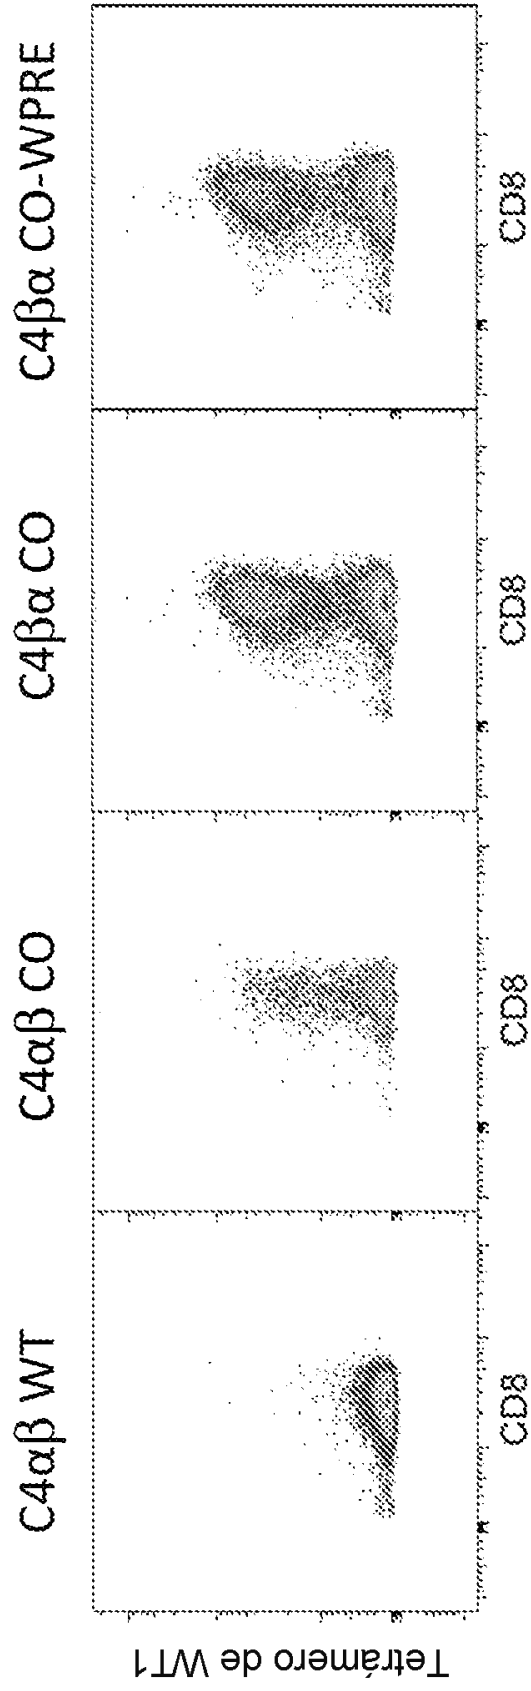 C4αβ WT
C4αβ CO
C4βα CO
C4βα CO-WPRE
Tetrámero de WT1
CD8
CD8
CD8
CD8